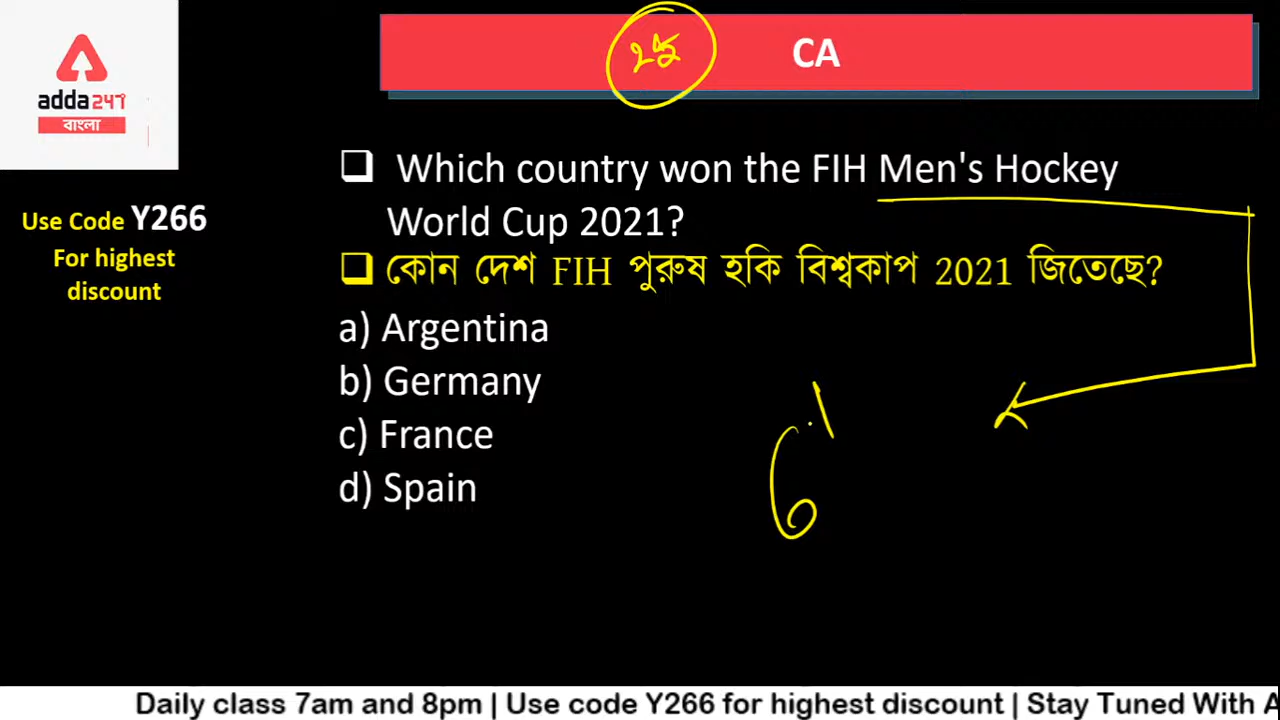 adda247
বাংলা
Use Code Y266
For highest
discount
CA
Which country won the FIH Men's Hockey
World Cup 2021?
কোন দেশ FIH পুরুষ হকি বিশ্বকাপ 2021 জিতেছে?
a) Argentina
b) Germany
c) France
d) Spain
Daily class 7am and 8pm | Use code Y266 for highest discount | Stay Tuned With A